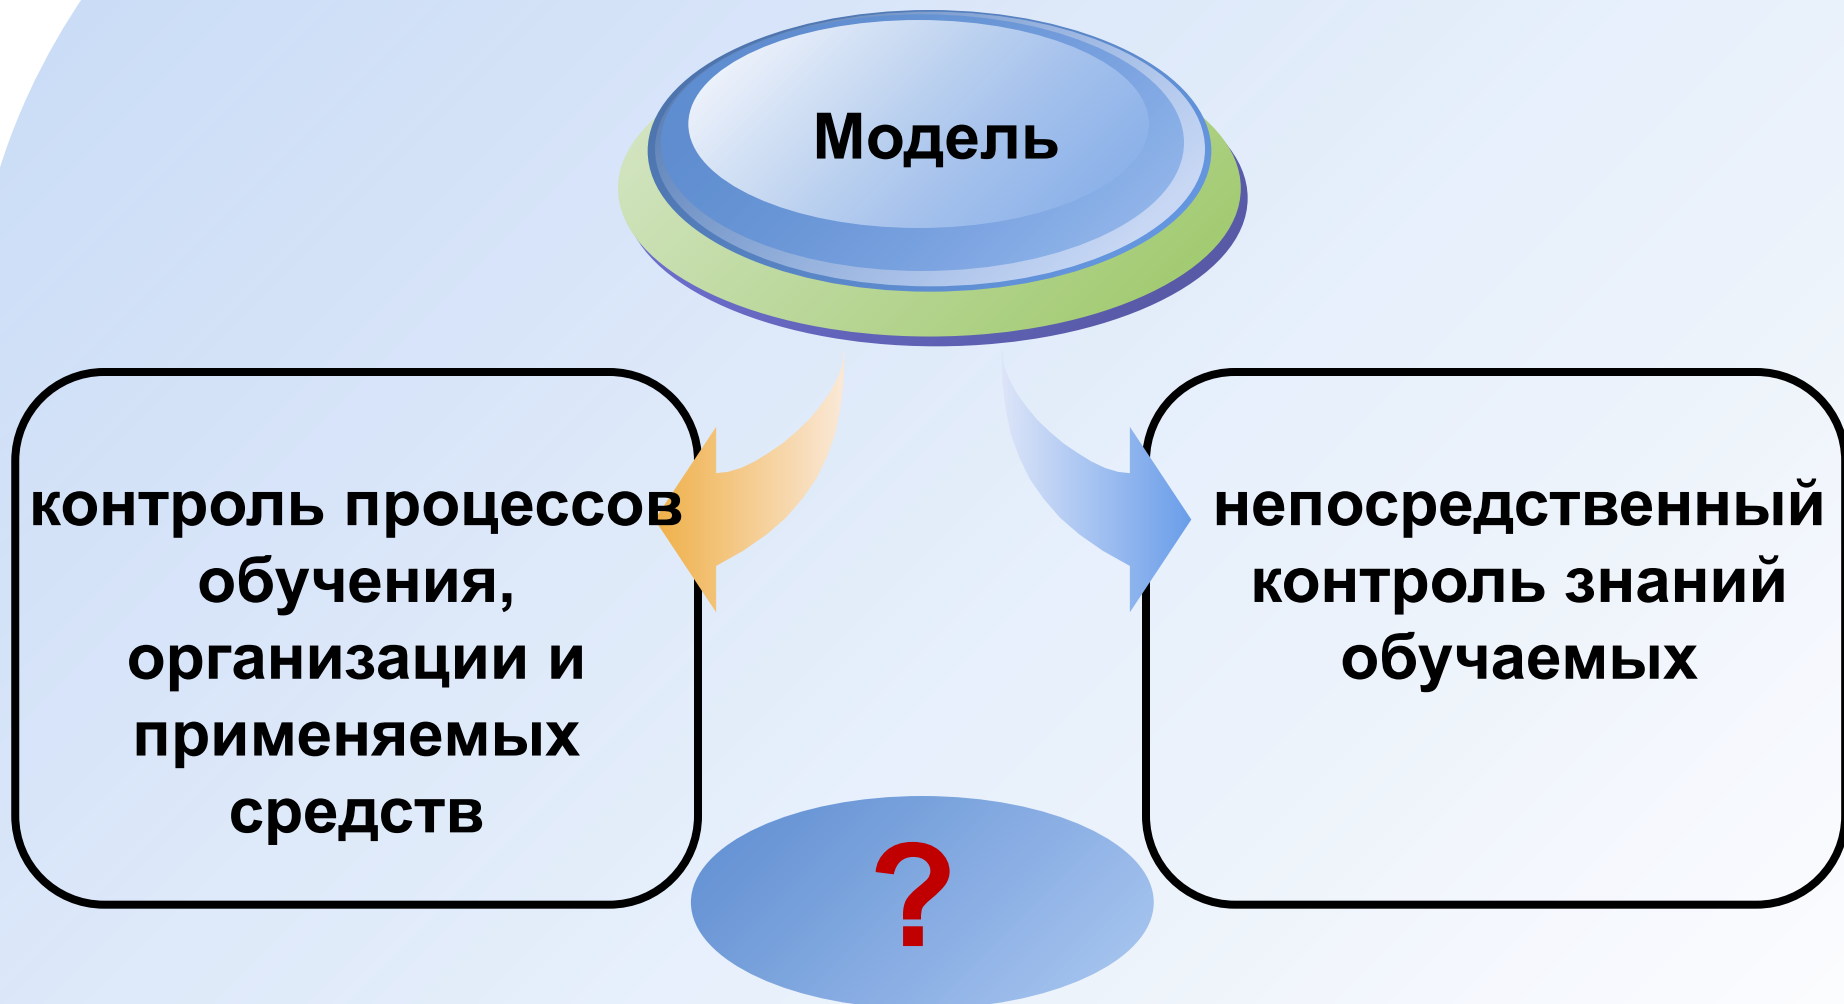 Модель
контроль процессов
обучения,
организации и
применяемых
средств
непосредственный
контроль знаний
обучаемых
?